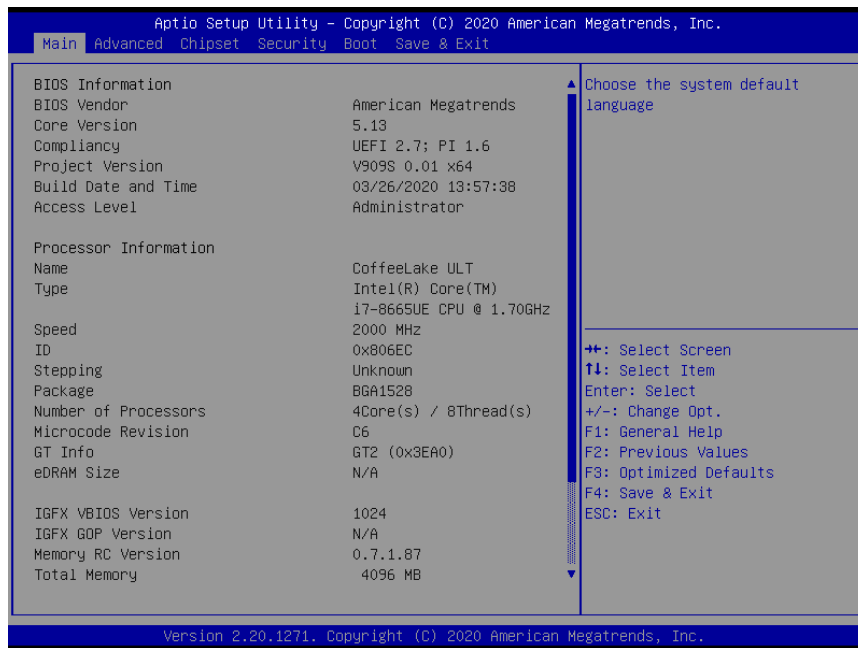 Aptio Setup Utility – Copyright (C) 2020 American Megatrends, Inc.
Main Advanced Chipset Security Boot Save & Exit
BIOS Information
BIOS Vendor American Megatrends
Core Version 5.13
Compliancy UEFI 2.7; PI 1.6
Project Version V909S 0.01 x64
Build Date and Time 03/26/2020 13:57:38
Access Level Administrator
Processor Information
Name CoffeeLake ULT
Type Intel(R) Core(TM)
i7-8665UE CPU @ 1.70GHz
Speed 2000 MHz
ID 0x806EC
Stepping Unknown
Package BGA1528
Number of Processors 4Core(s) / 8Thread(s)
Microcode Revision C6
GT Info GT2 (0x3EA0)
eDRAM Size N/A
IGFX VBIOS Version 1024
IGFX GOP Version N/A
Memory RC Version 0.7.1.87
Total Memory 4096 MB
Choose the system default
language
→←: Select Screen
↑↓: Select Item
Enter: Select
+/-: Change Opt.
F1: General Help
F2: Previous Values
F3: Optimized Defaults
F4: Save & Exit
ESC: Exit
Version 2.20.1271. Copyright (C) 2020 American Megatrends, Inc.